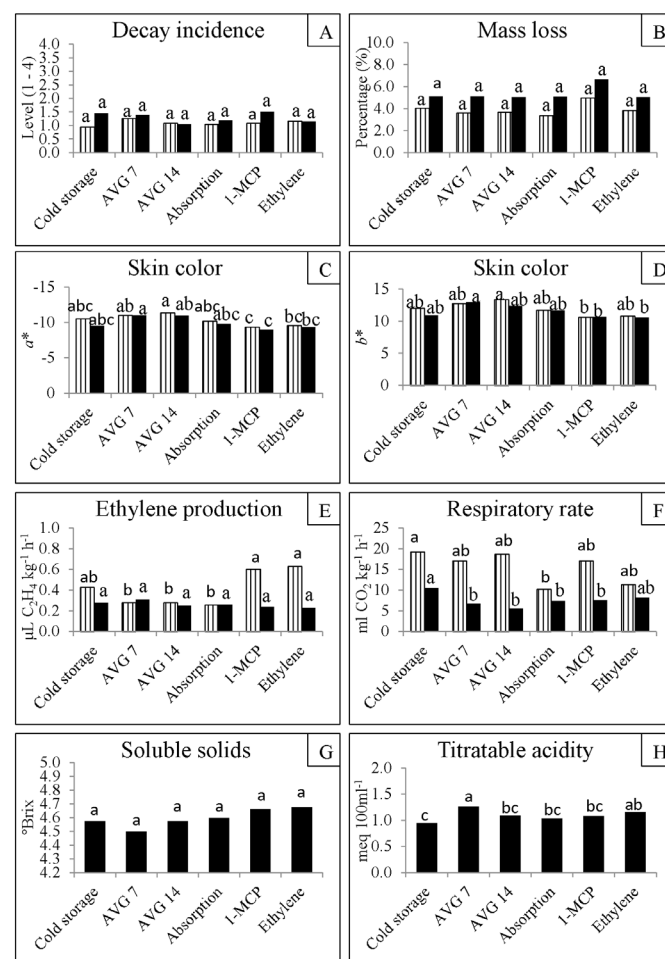 Decay incidence
A
Level (1 - 4)
4.0
3.5
3.0
2.5
2.0
1.5
1.0
0.5
0.0
a a a a a a a a a a a a
Cold storage
AVG 7
AVG 14
Absorption
1-MCP
Ethylene
Mass loss
B
Percentage (%)
10.0
8.0
6.0
4.0
2.0
0.0
a a a a a a a a a a a a
Cold storage
AVG 7
AVG 14
Absorption
1-MCP
Ethylene
Skin color
C
a*
-15
-10
-5
0
abc abc ab a a ab abc abc c c bc bc
Cold storage
AVG 7
AVG 14
Absorption
1-MCP
Ethylene
Skin color
D
b*
15
10
5
0
ab ab ab a a ab ab ab b b ab b
Cold storage
AVG 7
AVG 14
Absorption
1-MCP
Ethylene
Ethylene production
E
µL C₂H₄ kg⁻¹ h⁻¹
1.0
0.8
0.6
0.4
0.2
0.0
ab a b a b a b a a a a a
Cold storage
AVG 7
AVG 14
Absorption
1-MCP
Ethylene
Respiratory rate
F
ml CO₂ kg⁻¹ h⁻¹
25
20
15
10
5
0
a a ab b ab b b b ab b ab b
Cold storage
AVG 7
AVG 14
Absorption
1-MCP
Ethylene
Soluble solids
G
°Brix
5.0
4.9
4.8
4.7
4.6
4.5
4.4
4.3
4.2
a a a a a a
Cold storage
AVG 7
AVG 14
Absorption
1-MCP
Ethylene
Titratable acidity
H
meq 100ml⁻¹
2.0
1.5
1.0
0.5
0.0
c a bc bc bc ab
Cold storage
AVG 7
AVG 14
Absorption
1-MCP
Ethylene